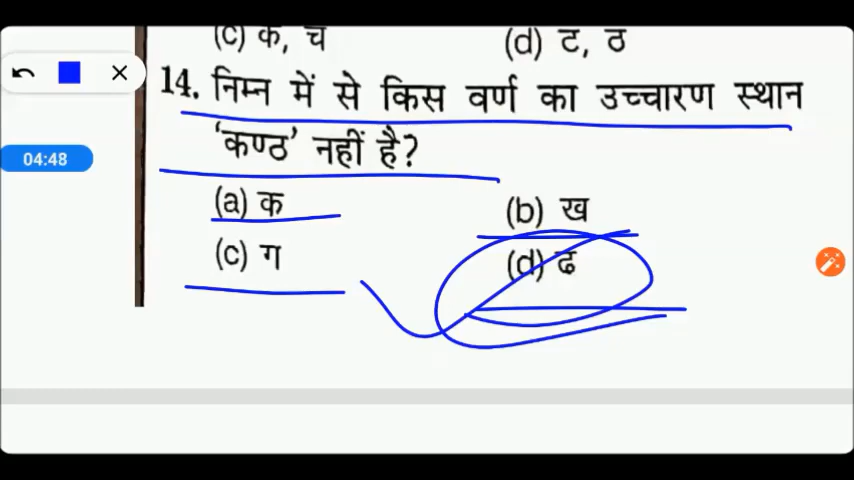 (c) क, च (d) ट, ठ
14. निम्न में से किस वर्ण का उच्चारण स्थान
'कण्ठ' नहीं है?
(a) क (b) ख
(c) ग (d) ढ
04:48